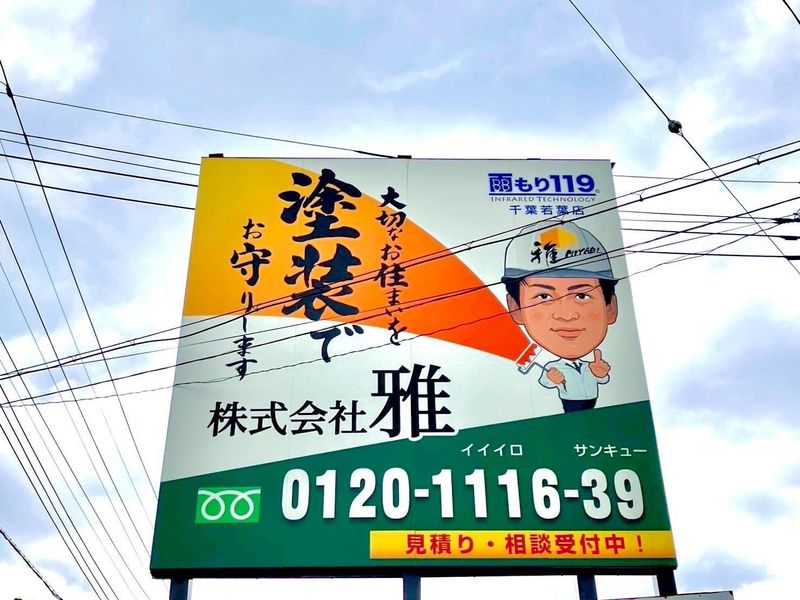 大切なお住まいを
塗装で
お守りします
雨もり119®
INFRARED TECHNOLOGY
千葉若葉店
雅 MIYABI
株式会社雅
イイイロ サンキュー
0120-1116-39
見積り・相談受付中！